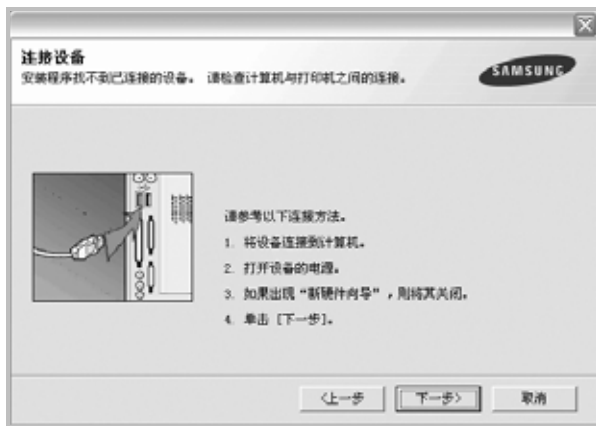 连接设备
安装程序找不到已连接的设备。 请检查计算机与打印机之间的连接。
SAMSUNG
请参考以下连接方法。
1. 将设备连接到计算机。
2. 打开设备的电源。
3. 如果出现“新硬件向导”，则将其关闭。
4. 单击 [下一步]。
<上一步
下一步>
取消